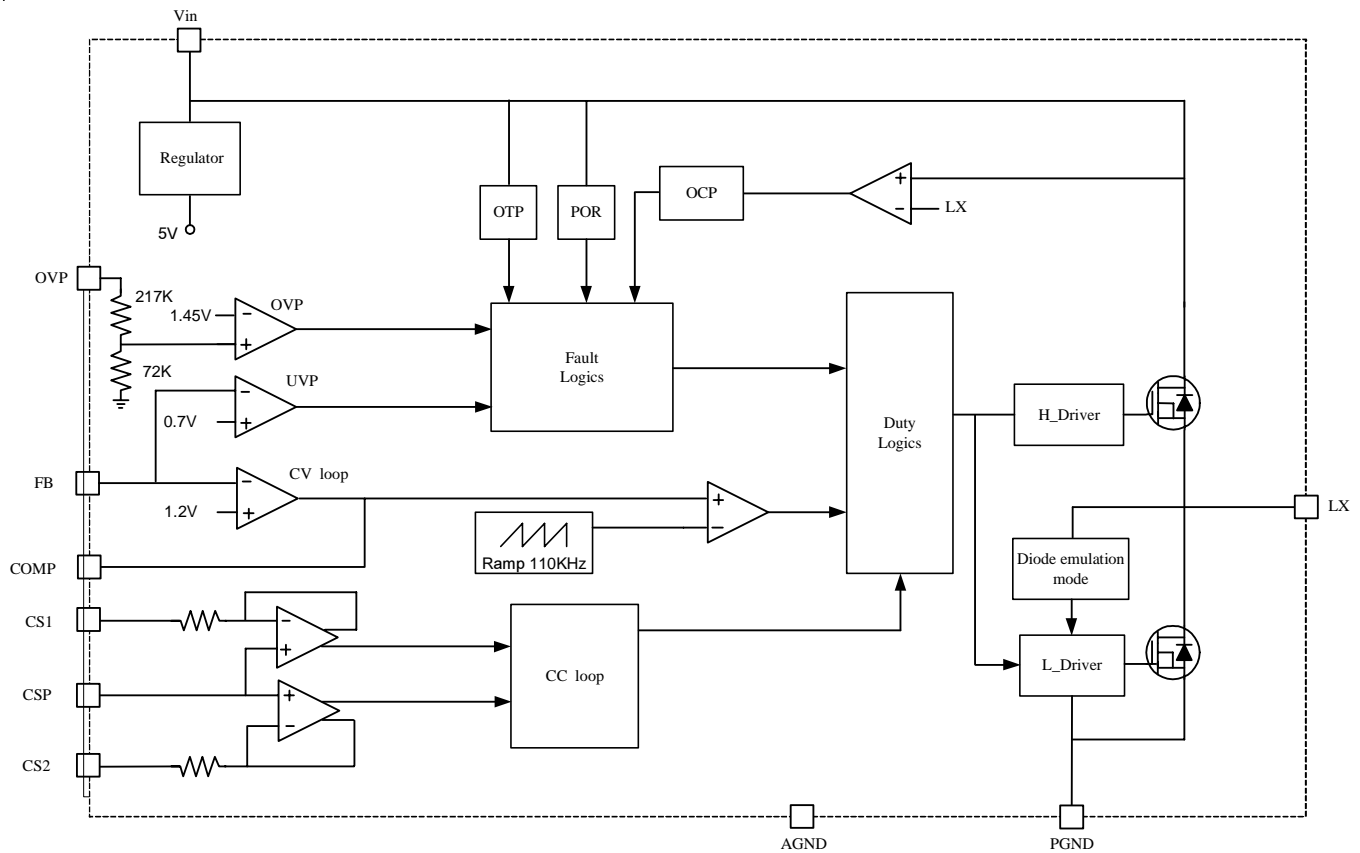 Vin
Regulator
5V
OTP
POR
OCP
+
−
LX
OVP
217K
1.45V
72K
OVP
−
+
Fault
Logics
UVP
−
+
0.7V
Duty
Logics
H_Driver
FB
CV loop
−
+
1.2V
+
−
Ramp 110KHz
LX
COMP
Diode emulation
mode
CS1
−
+
CC loop
L_Driver
CSP
+
−
CS2
AGND
PGND